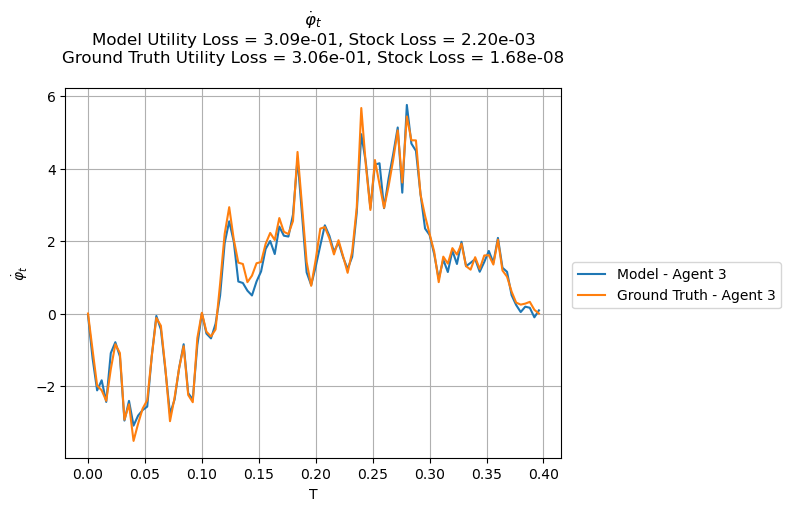 φ̇ₜ
Model Utility Loss = 3.09e-01, Stock Loss = 2.20e-03
Ground Truth Utility Loss = 3.06e-01, Stock Loss = 1.68e-08
φ̇ₜ
6
4
2
0
−2
0.00 0.05 0.10 0.15 0.20 0.25 0.30 0.35 0.40
T
Model - Agent 3
Ground Truth - Agent 3